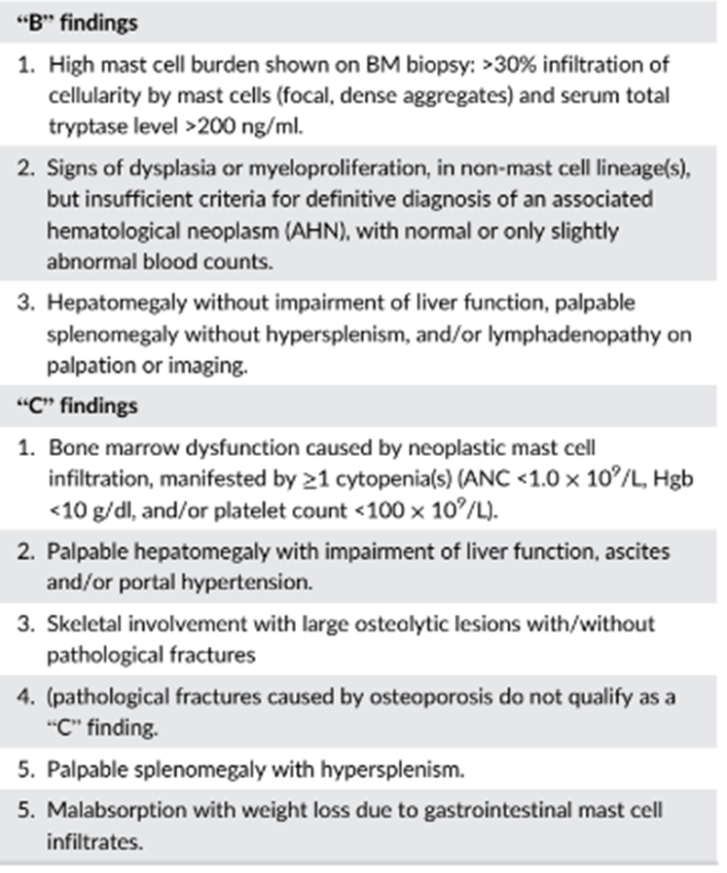 “B” findings
1. High mast cell burden shown on BM biopsy: >30% infiltration of
cellularity by mast cells (focal, dense aggregates) and serum total
tryptase level >200 ng/ml.
2. Signs of dysplasia or myeloproliferation, in non-mast cell lineage(s),
but insufficient criteria for definitive diagnosis of an associated
hematological neoplasm (AHN), with normal or only slightly
abnormal blood counts.
3. Hepatomegaly without impairment of liver function, palpable
splenomegaly without hypersplenism, and/or lymphadenopathy on
palpation or imaging.
“C” findings
1. Bone marrow dysfunction caused by neoplastic mast cell
infiltration, manifested by ≥1 cytopenia(s) (ANC <1.0 × 10⁹/L, Hgb
<10 g/dl, and/or platelet count <100 × 10⁹/L).
2. Palpable hepatomegaly with impairment of liver function, ascites
and/or portal hypertension.
3. Skeletal involvement with large osteolytic lesions with/without
pathological fractures
4. (pathological fractures caused by osteoporosis do not qualify as a
“C” finding.
5. Palpable splenomegaly with hypersplenism.
5. Malabsorption with weight loss due to gastrointestinal mast cell
infiltrates.